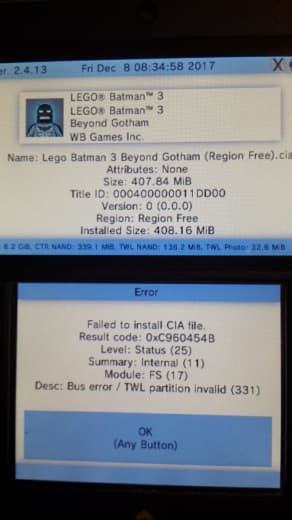 er. 2.4.13 Fri Dec 8 08:34:58 2017 X
LEGO® Batman™ 3
LEGO® Batman™ 3
Beyond Gotham
WB Games Inc.
Name: Lego Batman 3 Beyond Gotham (Region Free).cia
Attributes: None
Size: 407.84 MiB
Title ID: 000400000011DD00
Version: 0 (0.0.0)
Region: Region Free
Installed Size: 408.16 MiB
6.2 GiB, CTR NAND: 339.1 MiB, TWL NAND: 136.2 MiB, TWL Photo: 32.6 MiB
Error
Failed to install CIA file.
Result code: 0xC960454B
Level: Status (25)
Summary: Internal (11)
Module: FS (17)
Desc: Bus error / TWL partition invalid (331)
OK
(Any Button)